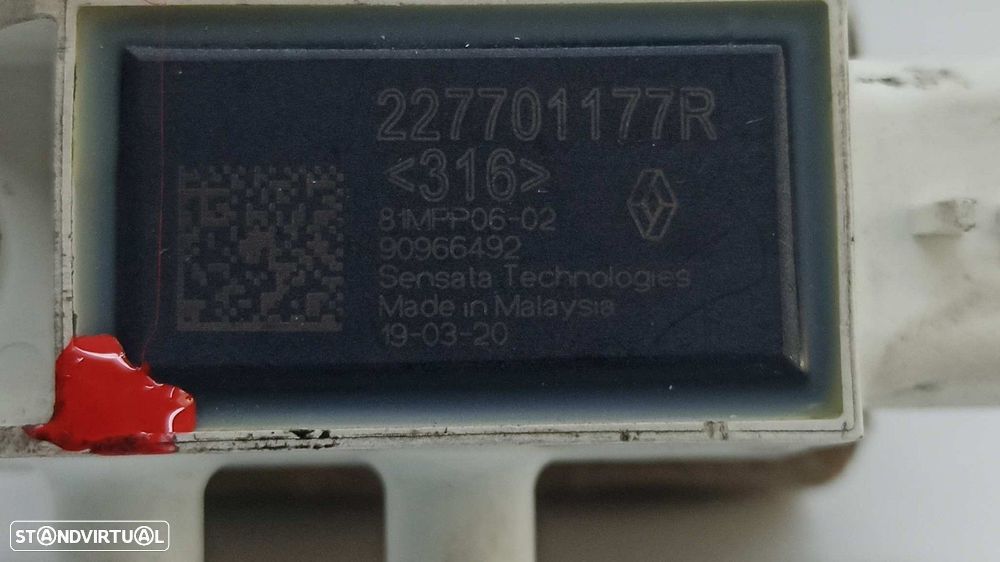 227701177R
<316>
81MPP06-02
90966492
Sensata Technologies
Made in Malaysia
19-03-20
STANDVIRTUAL